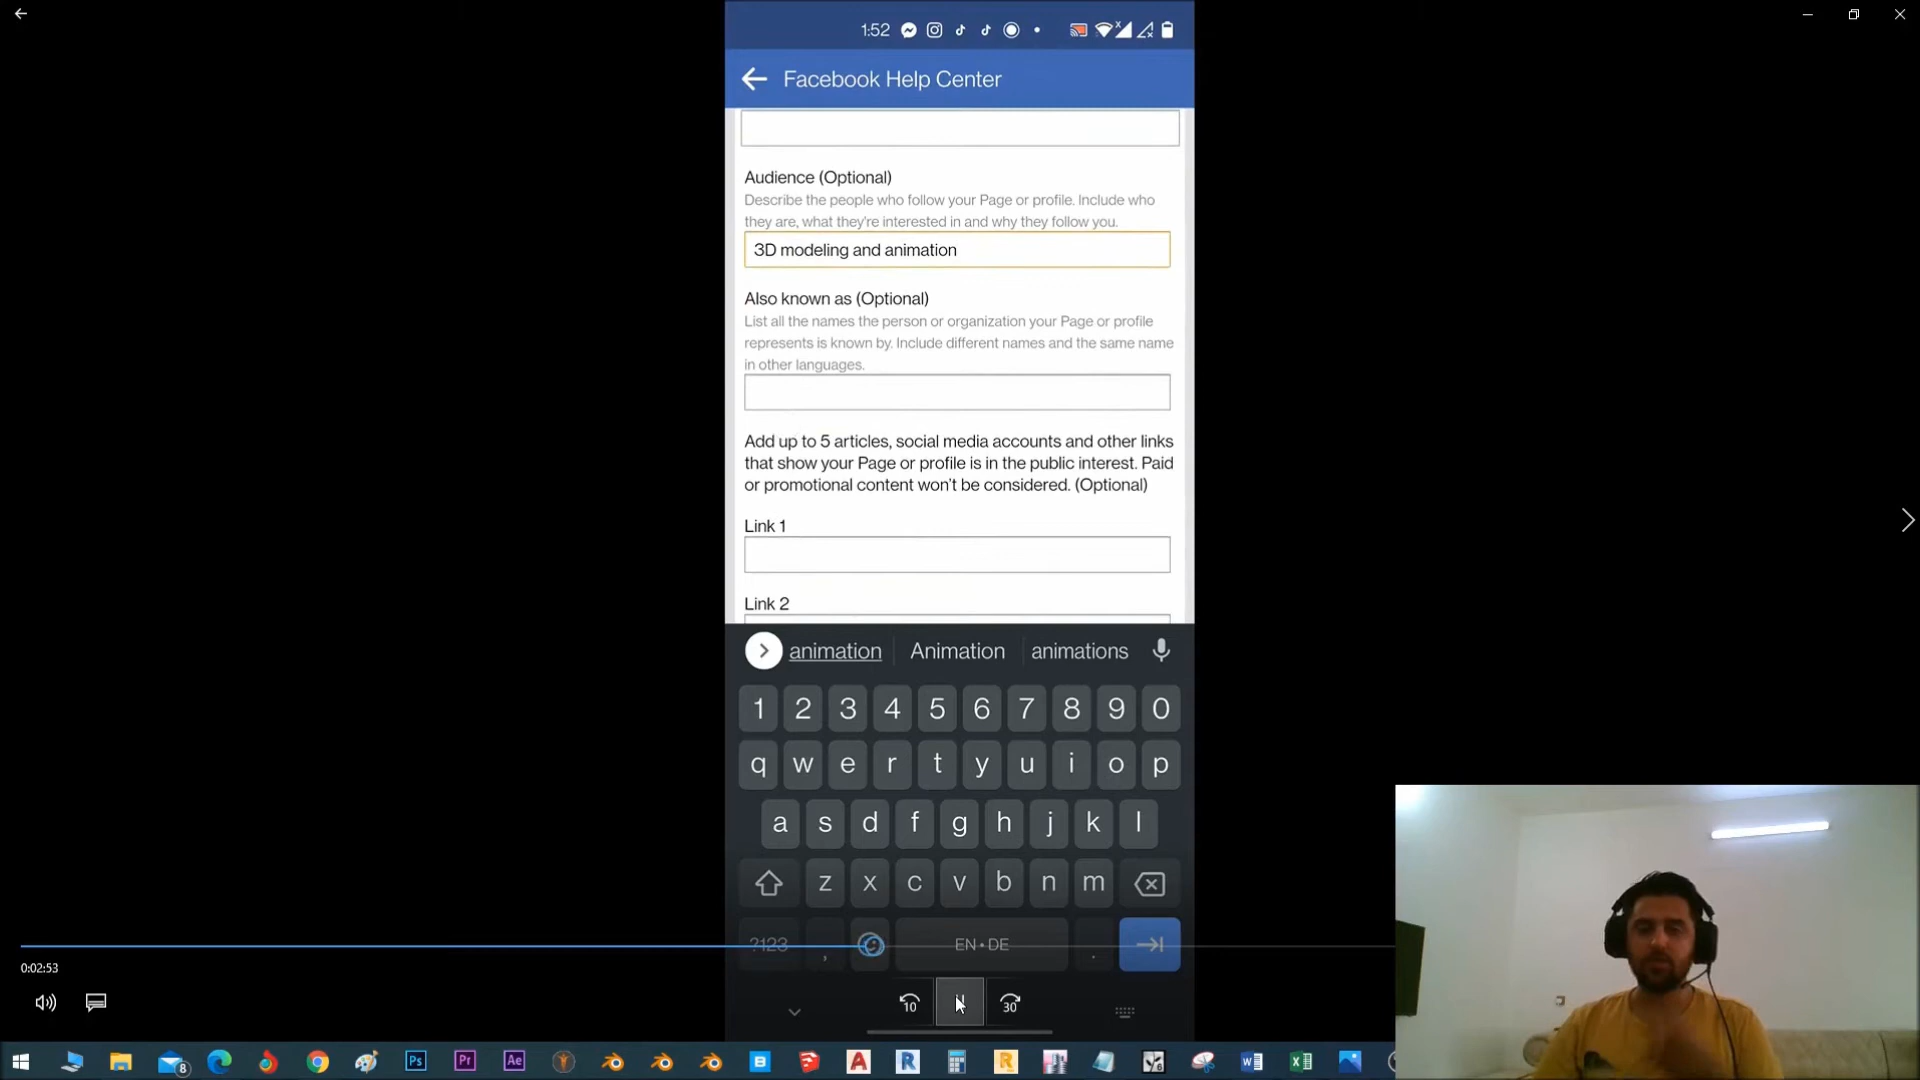 1:52
Facebook Help Center
Audience (Optional)
Describe the people who follow your Page or profile. Include who
they are, what they're interested in and why they follow you.
3D modeling and animation
Also known as (Optional)
List all the names the person or organization your Page or profile
represents is known by. Include different names and the same name
in other languages.
Add up to 5 articles, social media accounts and other links
that show your Page or profile is in the public interest. Paid
or promotional content won't be considered. (Optional)
Link 1
Link 2
animation Animation animations
1 2 3 4 5 6 7 8 9 0
q w e r t y u i o p
a s d f g h j k l
z x c v b n m
?123 , EN • DE .
0:02:53
10 30
8 Ps Pr Ae B A R R 6 W X